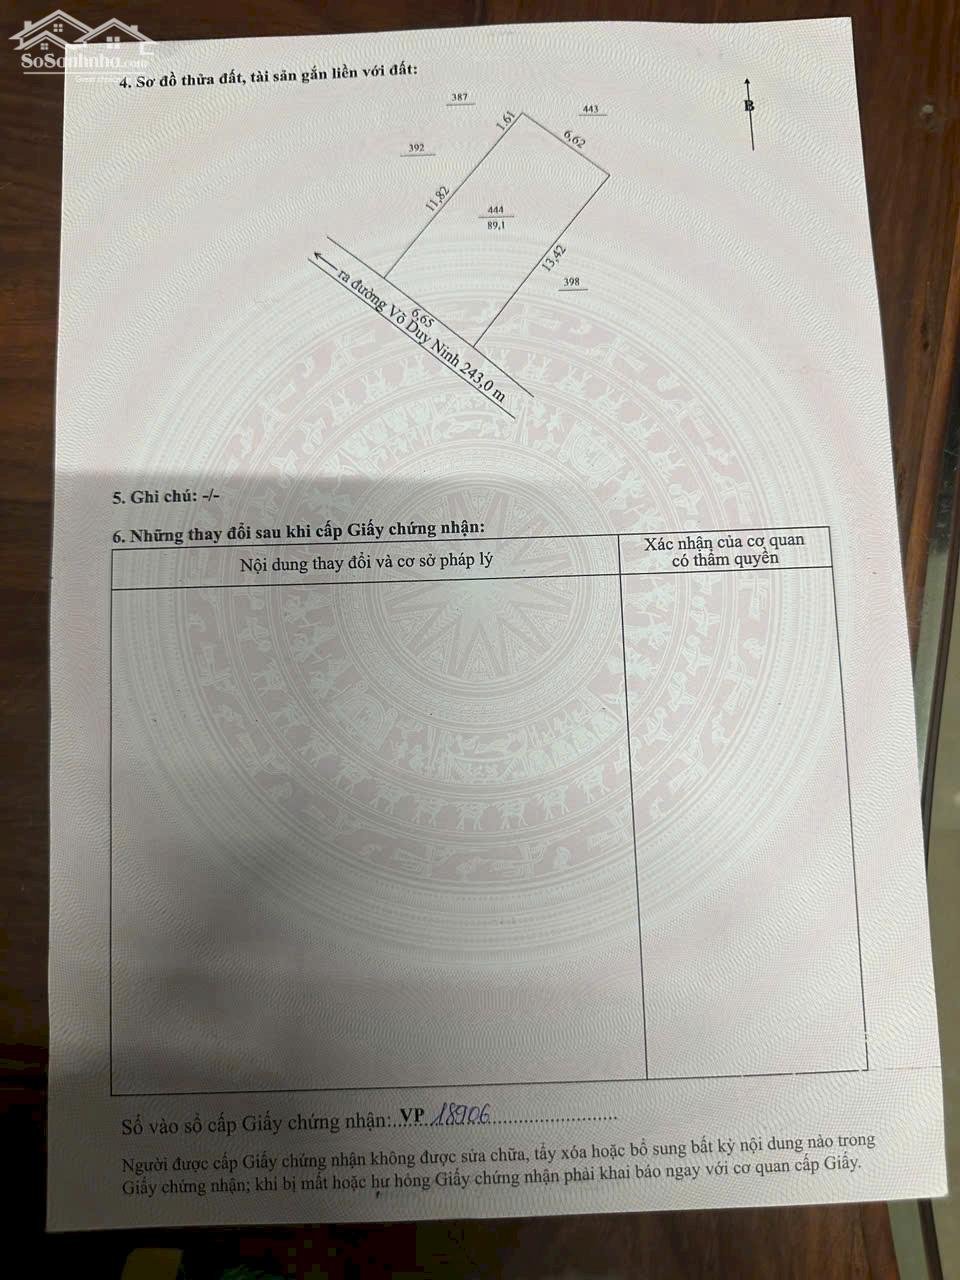 SoSanhnha.com
4. Sơ đồ thửa đất, tài sản gắn liền với đất:
B
387
443
1,61
6,62
392
11,82
444
89,1
13,42
398
6,65
ra đường Võ Duy Ninh 243,0 m
5. Ghi chú: -/-
6. Những thay đổi sau khi cấp Giấy chứng nhận:
Nội dung thay đổi và cơ sở pháp lý
Xác nhận của cơ quan
có thẩm quyền
Số vào sổ cấp Giấy chứng nhận:....VP 18906........................
Người được cấp Giấy chứng nhận không được sửa chữa, tẩy xóa hoặc bổ sung bất kỳ nội dung nào trong
Giấy chứng nhận; khi bị mất hoặc hư hỏng Giấy chứng nhận phải khai báo ngay với cơ quan cấp Giấy.